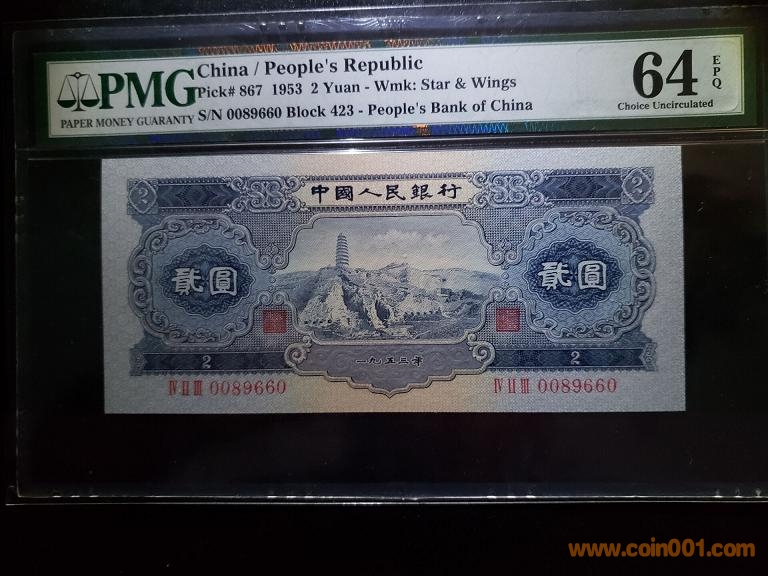 PMG
PAPER MONEY GUARANTY
China / People's Republic
Pick# 867 1953 2 Yuan - Wmk: Star & Wings
S/N 0089660 Block 423 - People's Bank of China
64 EPQ
Choice Uncirculated
2 中國人民銀行 2
貳圓 貳圓
一九五三年
2 2
IV II III 0089660 IV II III 0089660
www.coin001.com